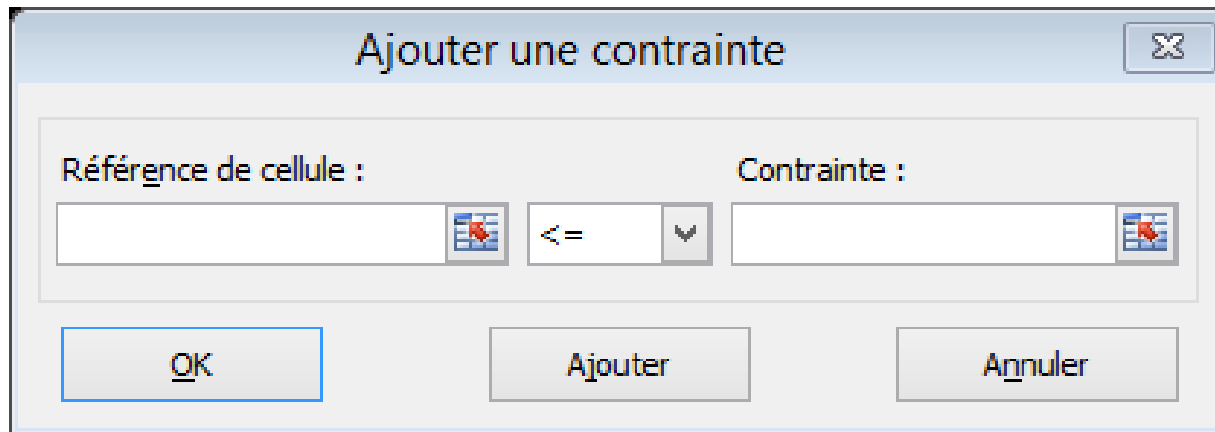 Ajouter une contrainte
Référence de cellule :
Contrainte :
<=
OK
Ajouter
Annuler